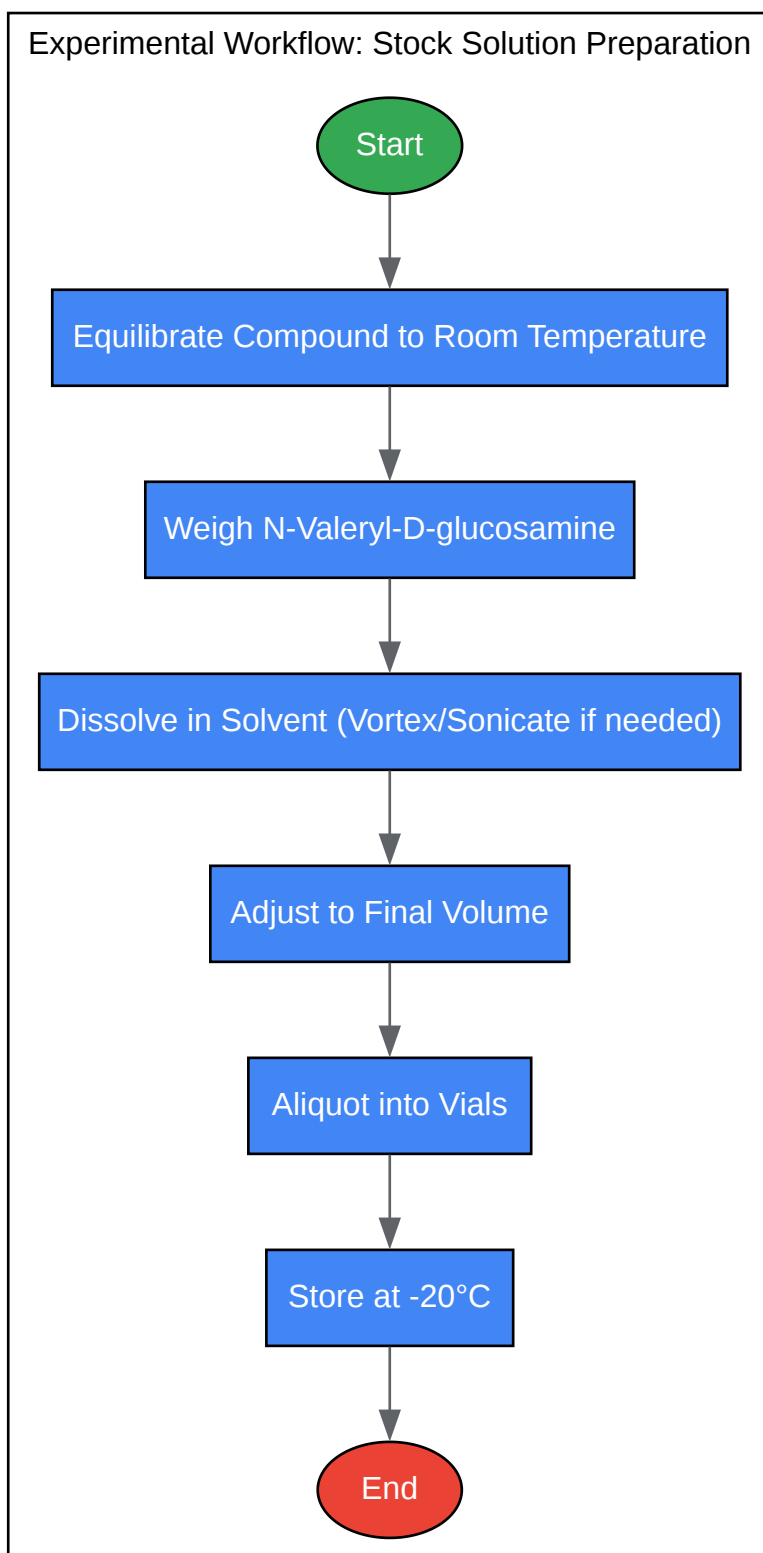 Experimental Workflow: Stock Solution Preparation
Start
Equilibrate Compound to Room Temperature
Weigh N-Valeryl-D-glucosamine
Dissolve in Solvent (Vortex/Sonicate if needed)
Adjust to Final Volume
Aliquot into Vials
Store at -20°C
End